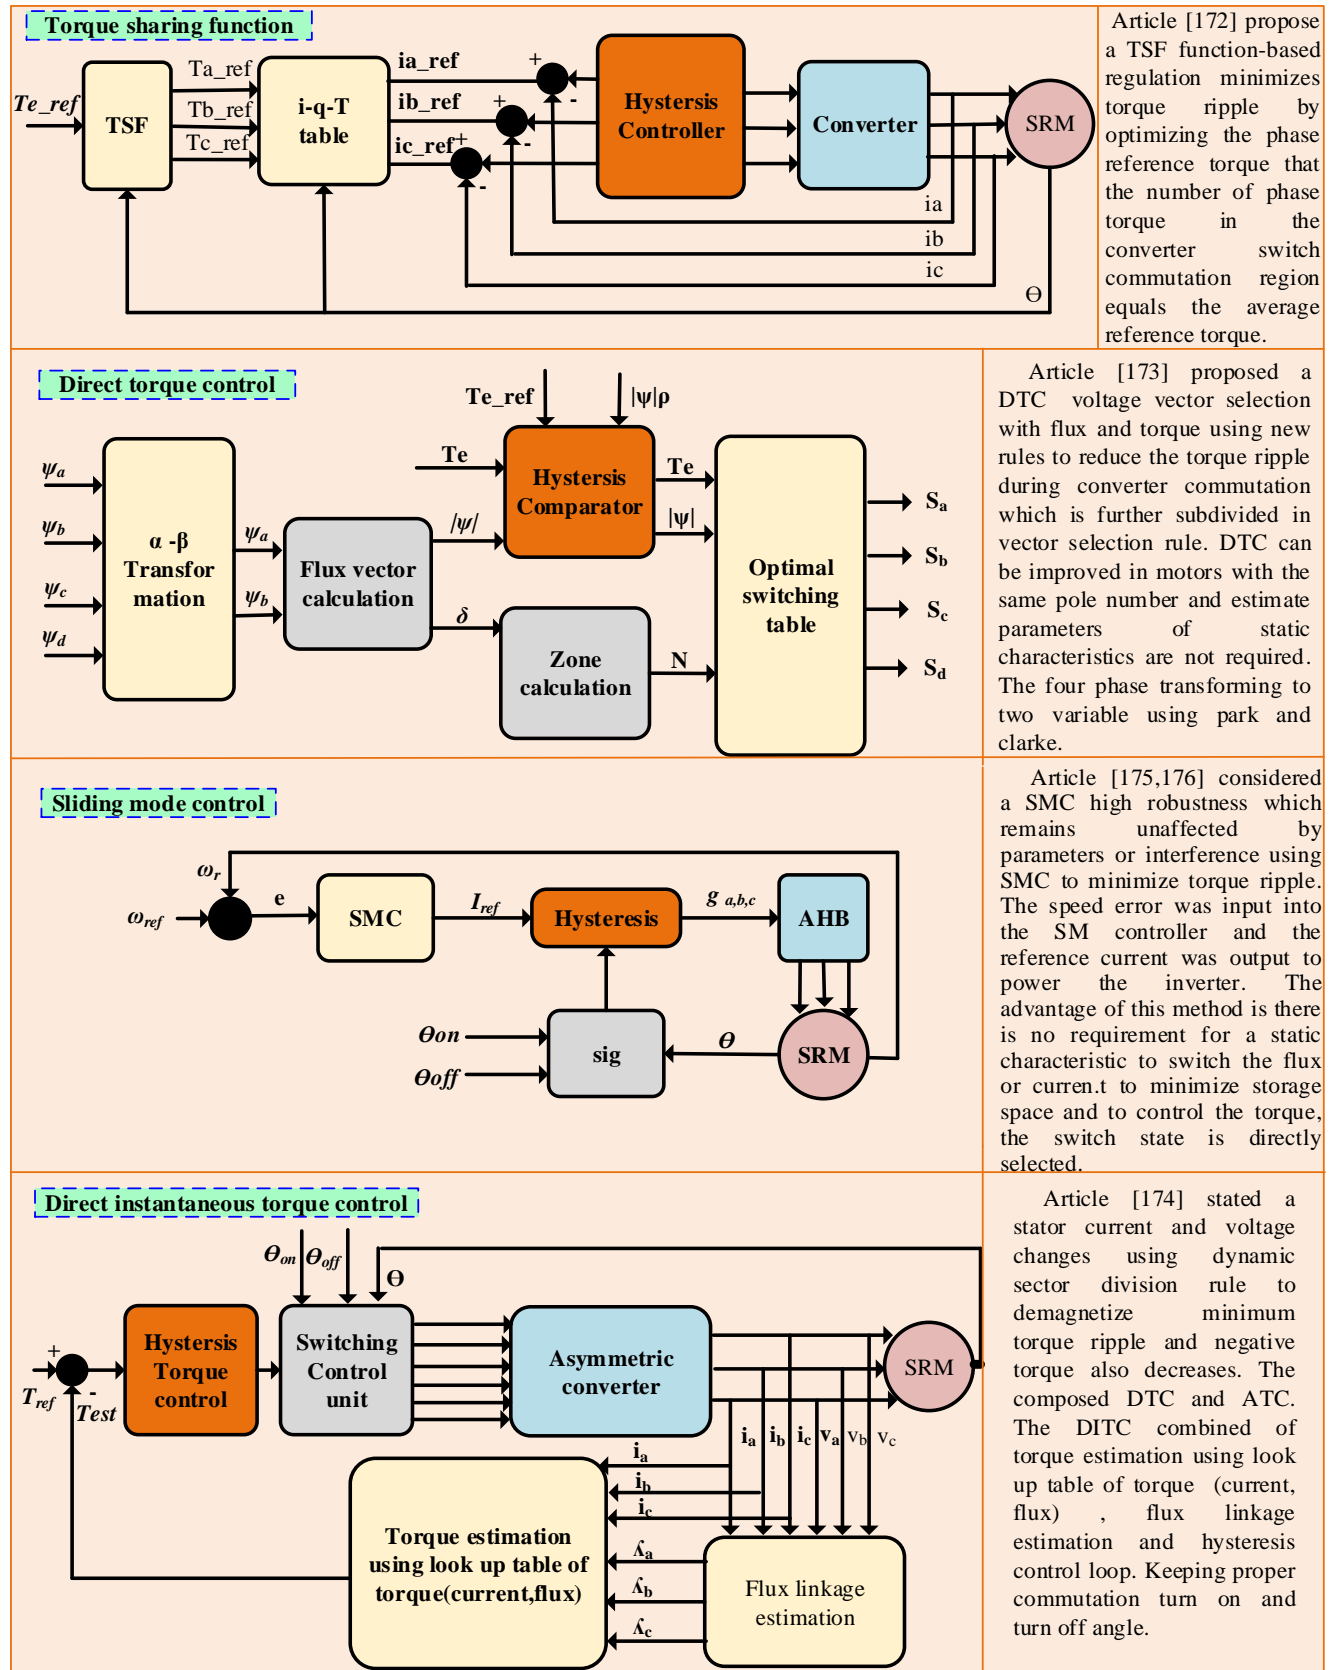 Torque sharing function
Te_ref
TSF
Ta_ref
Tb_ref
Tc_ref
i-q-T
table
ia_ref
ib_ref
ic_ref
+
-
+
-
+
-
Hystersis
Controller
Converter
SRM
ia
ib
ic
Ɵ
Article [172] propose
a TSF function-based
regulation minimizes
torque ripple by
optimizing the phase
reference torque that
the number of phase
torque in the
converter switch
commutation region
equals the average
reference torque.
Direct torque control
ψa
ψb
ψc
ψd
α -β
Transfor
mation
ψa
ψb
Flux vector
calculation
Te_ref
|ψ|ρ
Te
|ψ|
δ
Hystersis
Comparator
Zone
calculation
Te
|ψ|
N
Optimal
switching
table
Sa
Sb
Sc
Sd
Article [173] proposed a
DTC voltage vector selection
with flux and torque using new
rules to reduce the torque ripple
during converter commutation
which is further subdivided in
vector selection rule. DTC can
be improved in motors with the
same pole number and estimate
parameters of static
characteristics are not required.
The four phase transforming to
two variable using park and
clarke.
Sliding mode control
ωr
ωref
e
SMC
Iref
Hysteresis
g a,b,c
AHB
Ɵon
Ɵoff
sig
Ɵ
SRM
Article [175,176] considered
a SMC high robustness which
remains unaffected by
parameters or interference using
SMC to minimize torque ripple.
The speed error was input into
the SM controller and the
reference current was output to
power the inverter. The
advantage of this method is there
is no requirement for a static
characteristic to switch the flux
or curren.t to minimize storage
space and to control the torque,
the switch state is directly
selected.
Direct instantaneous torque control
Ɵon
Ɵoff
Ɵ
+
-
Tref
Test
Hystersis
Torque
control
Switching
Control
unit
Asymmetric
converter
SRM
ia
ib
ic
va
vb
vc
ia
ib
ic
Torque estimation
using look up table of
torque(current,flux)
ʎa
ʎb
ʎc
Flux linkage
estimation
Article [174] stated a
stator current and voltage
changes using dynamic
sector division rule to
demagnetize minimum
torque ripple and negative
torque also decreases. The
composed DTC and ATC.
The DITC combined of
torque estimation using look
up table of torque (current,
flux) , flux linkage
estimation and hysteresis
control loop. Keeping proper
commutation turn on and
turn off angle.